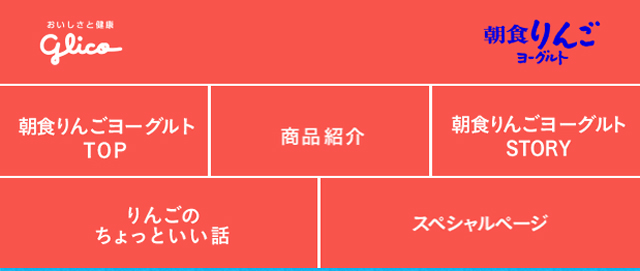 おいしさと健康
Glico
朝食りんご
ヨーグルト
朝食りんごヨーグルト
TOP
商品紹介
朝食りんごヨーグルト
STORY
りんごの
ちょっといい話
スペシャルページ